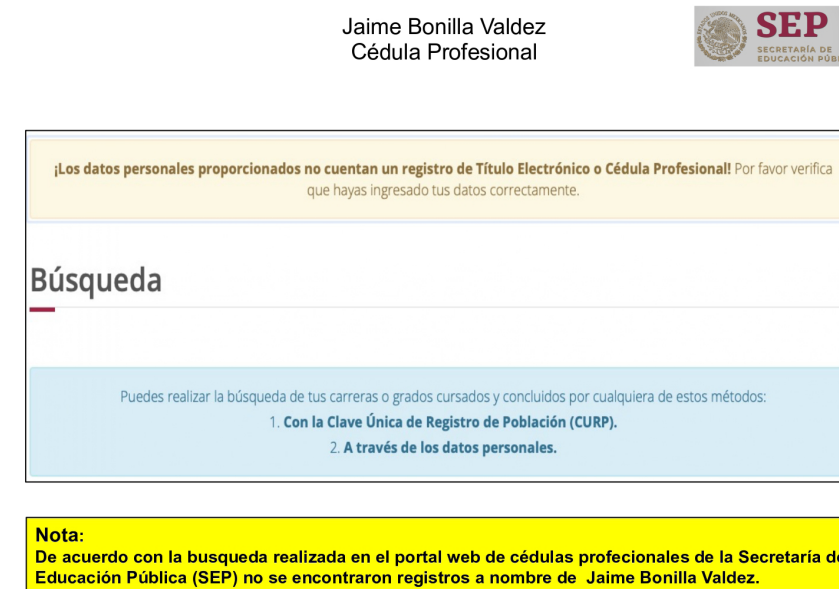 Jaime Bonilla Valdez
Cédula Profesional
SEP
SECRETARÍA DE
EDUCACIÓN
¡Los datos personales proporcionados no cuentan un registro de Título Electrónico o Cédula Profesional! Por favor verifica
que hayas ingresado tus datos correctamente.
Búsqueda
Puedes realizar la búsqueda de tus carreras o grados cursados y concluidos por cualquiera de estos métodos:
1. Con la Clave Única de Registro de Población (CURP).
2. A través de los datos personales.
Nota:
De acuerdo con la busqueda realizada en el portal web de cédulas profecionales de la Secretaría de
Educación Pública (SEP) no se encontraron registros a nombre de Jaime Bonilla Valdez.